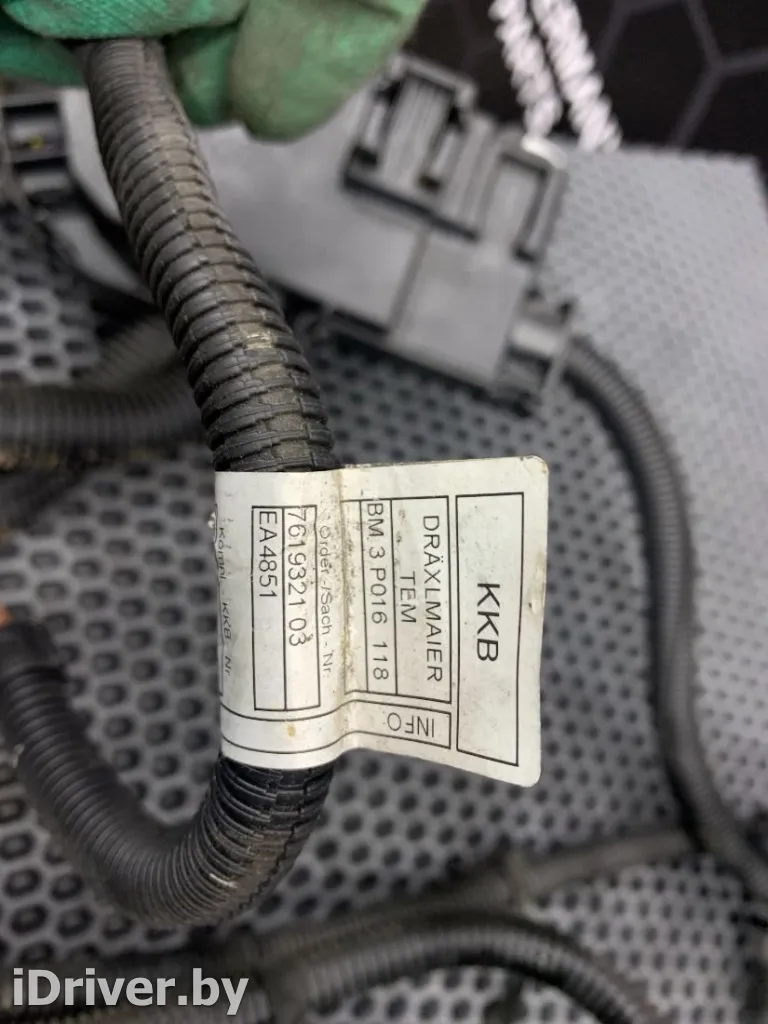 KKB
DRÄXLMAIER
TEM
BM 3 P016 118
INFO
Order-/Sach-Nr.
7619321 03
EA4851
KKB Nr
iDriver.by